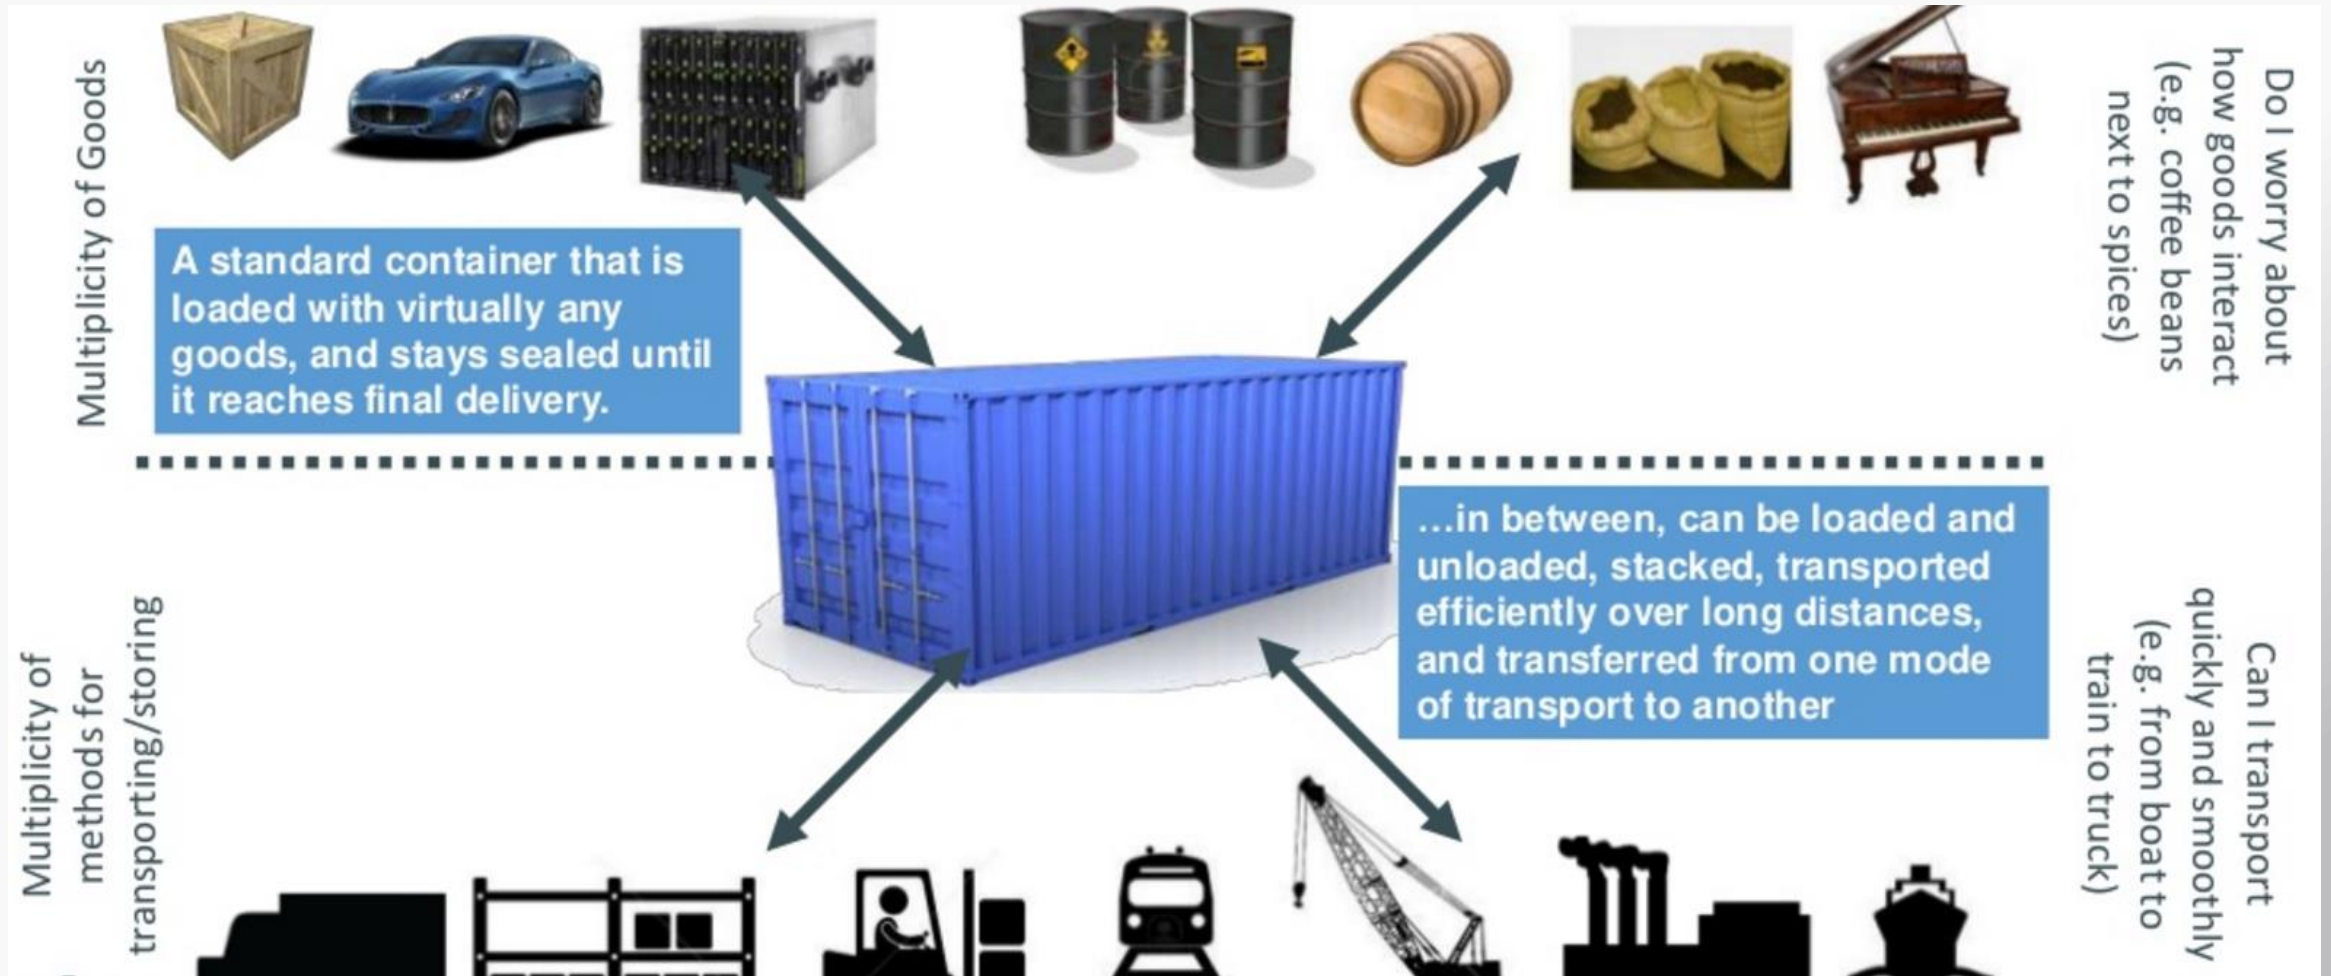 Multiplicity of Goods
A standard container that is
loaded with virtually any
goods, and stays sealed until
it reaches final delivery.
Do I worry about
how goods interact
(e.g. coffee beans
next to spices)
Multiplicity of
methods for
transporting/storing
…in between, can be loaded and
unloaded, stacked, transported
efficiently over long distances,
and transferred from one mode
of transport to another
Can I transport
quickly and smoothly
(e.g. from boat to
train to truck)